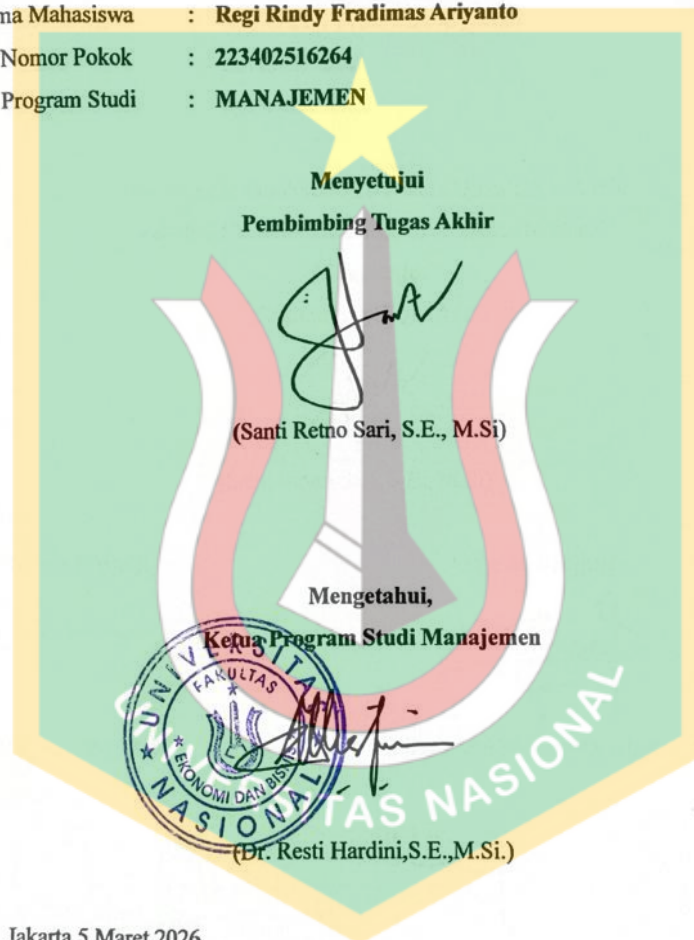 ma Mahasiswa : Regi Rindy Fradimas Ariyanto
Nomor Pokok : 223402516264
Program Studi : MANAJEMEN
Menyetujui
Pembimbing Tugas Akhir
(Santi Retno Sari, S.E., M.Si)
Mengetahui,
Ketua Program Studi Manajemen
UNIVERSITAS NASIONAL
FAKULTAS EKONOMI DAN BISNIS
UNIVERSITAS NASIONAL
(Dr. Resti Hardini,S.E.,M.Si.)
Jakarta 5 Maret 2026